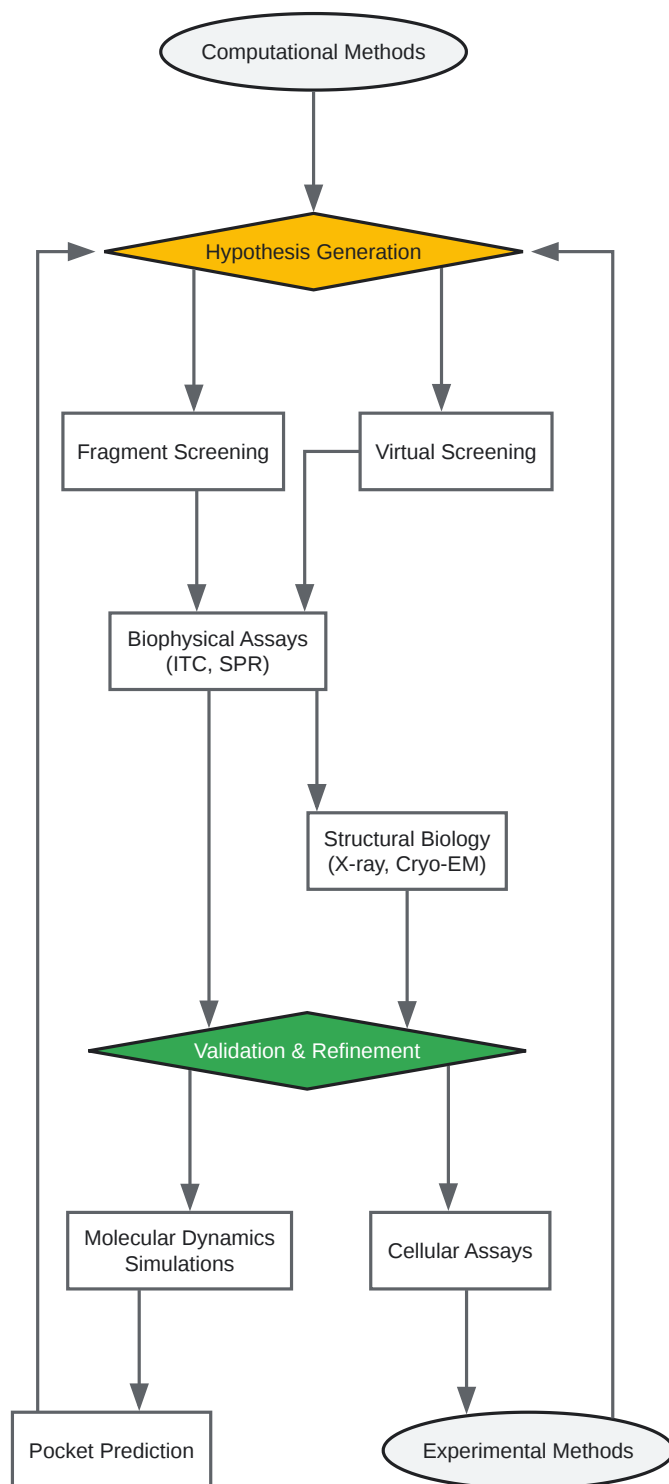 Computational Methods
Hypothesis Generation
Fragment Screening
Virtual Screening
Biophysical Assays
(ITC, SPR)
Structural Biology
(X-ray, Cryo-EM)
Validation & Refinement
Molecular Dynamics
Simulations
Cellular Assays
Pocket Prediction
Experimental Methods